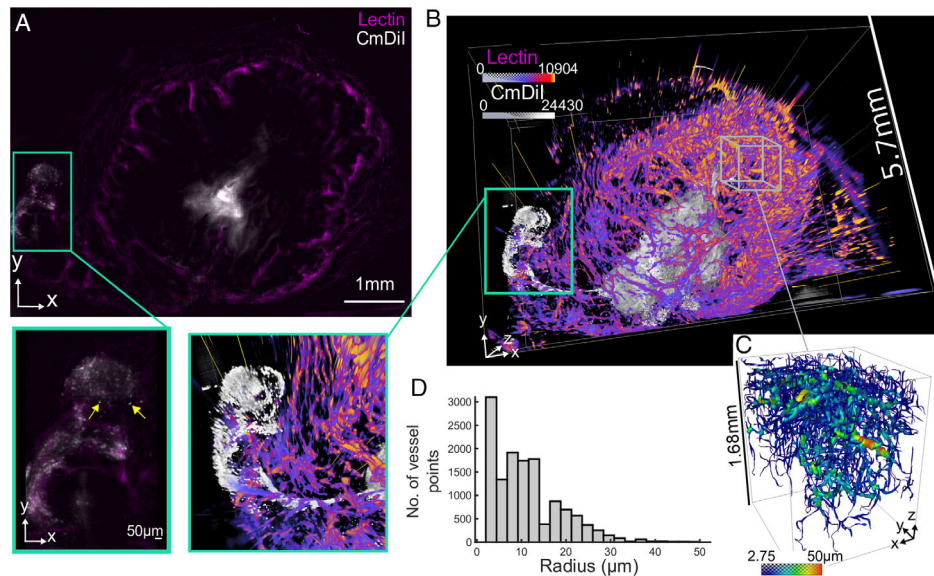 A
Lectin
CmDiI
y
x
1mm
B
Lectin
0 10904
CmDiI
0 24430
5.7mm
y z
x
y
x
50µm
D
No. of vessel
points
3000
2500
2000
1500
1000
500
0
0 10 20 30 40 50
Radius (µm)
C
1.68mm
z
y
x
2.75 50µm